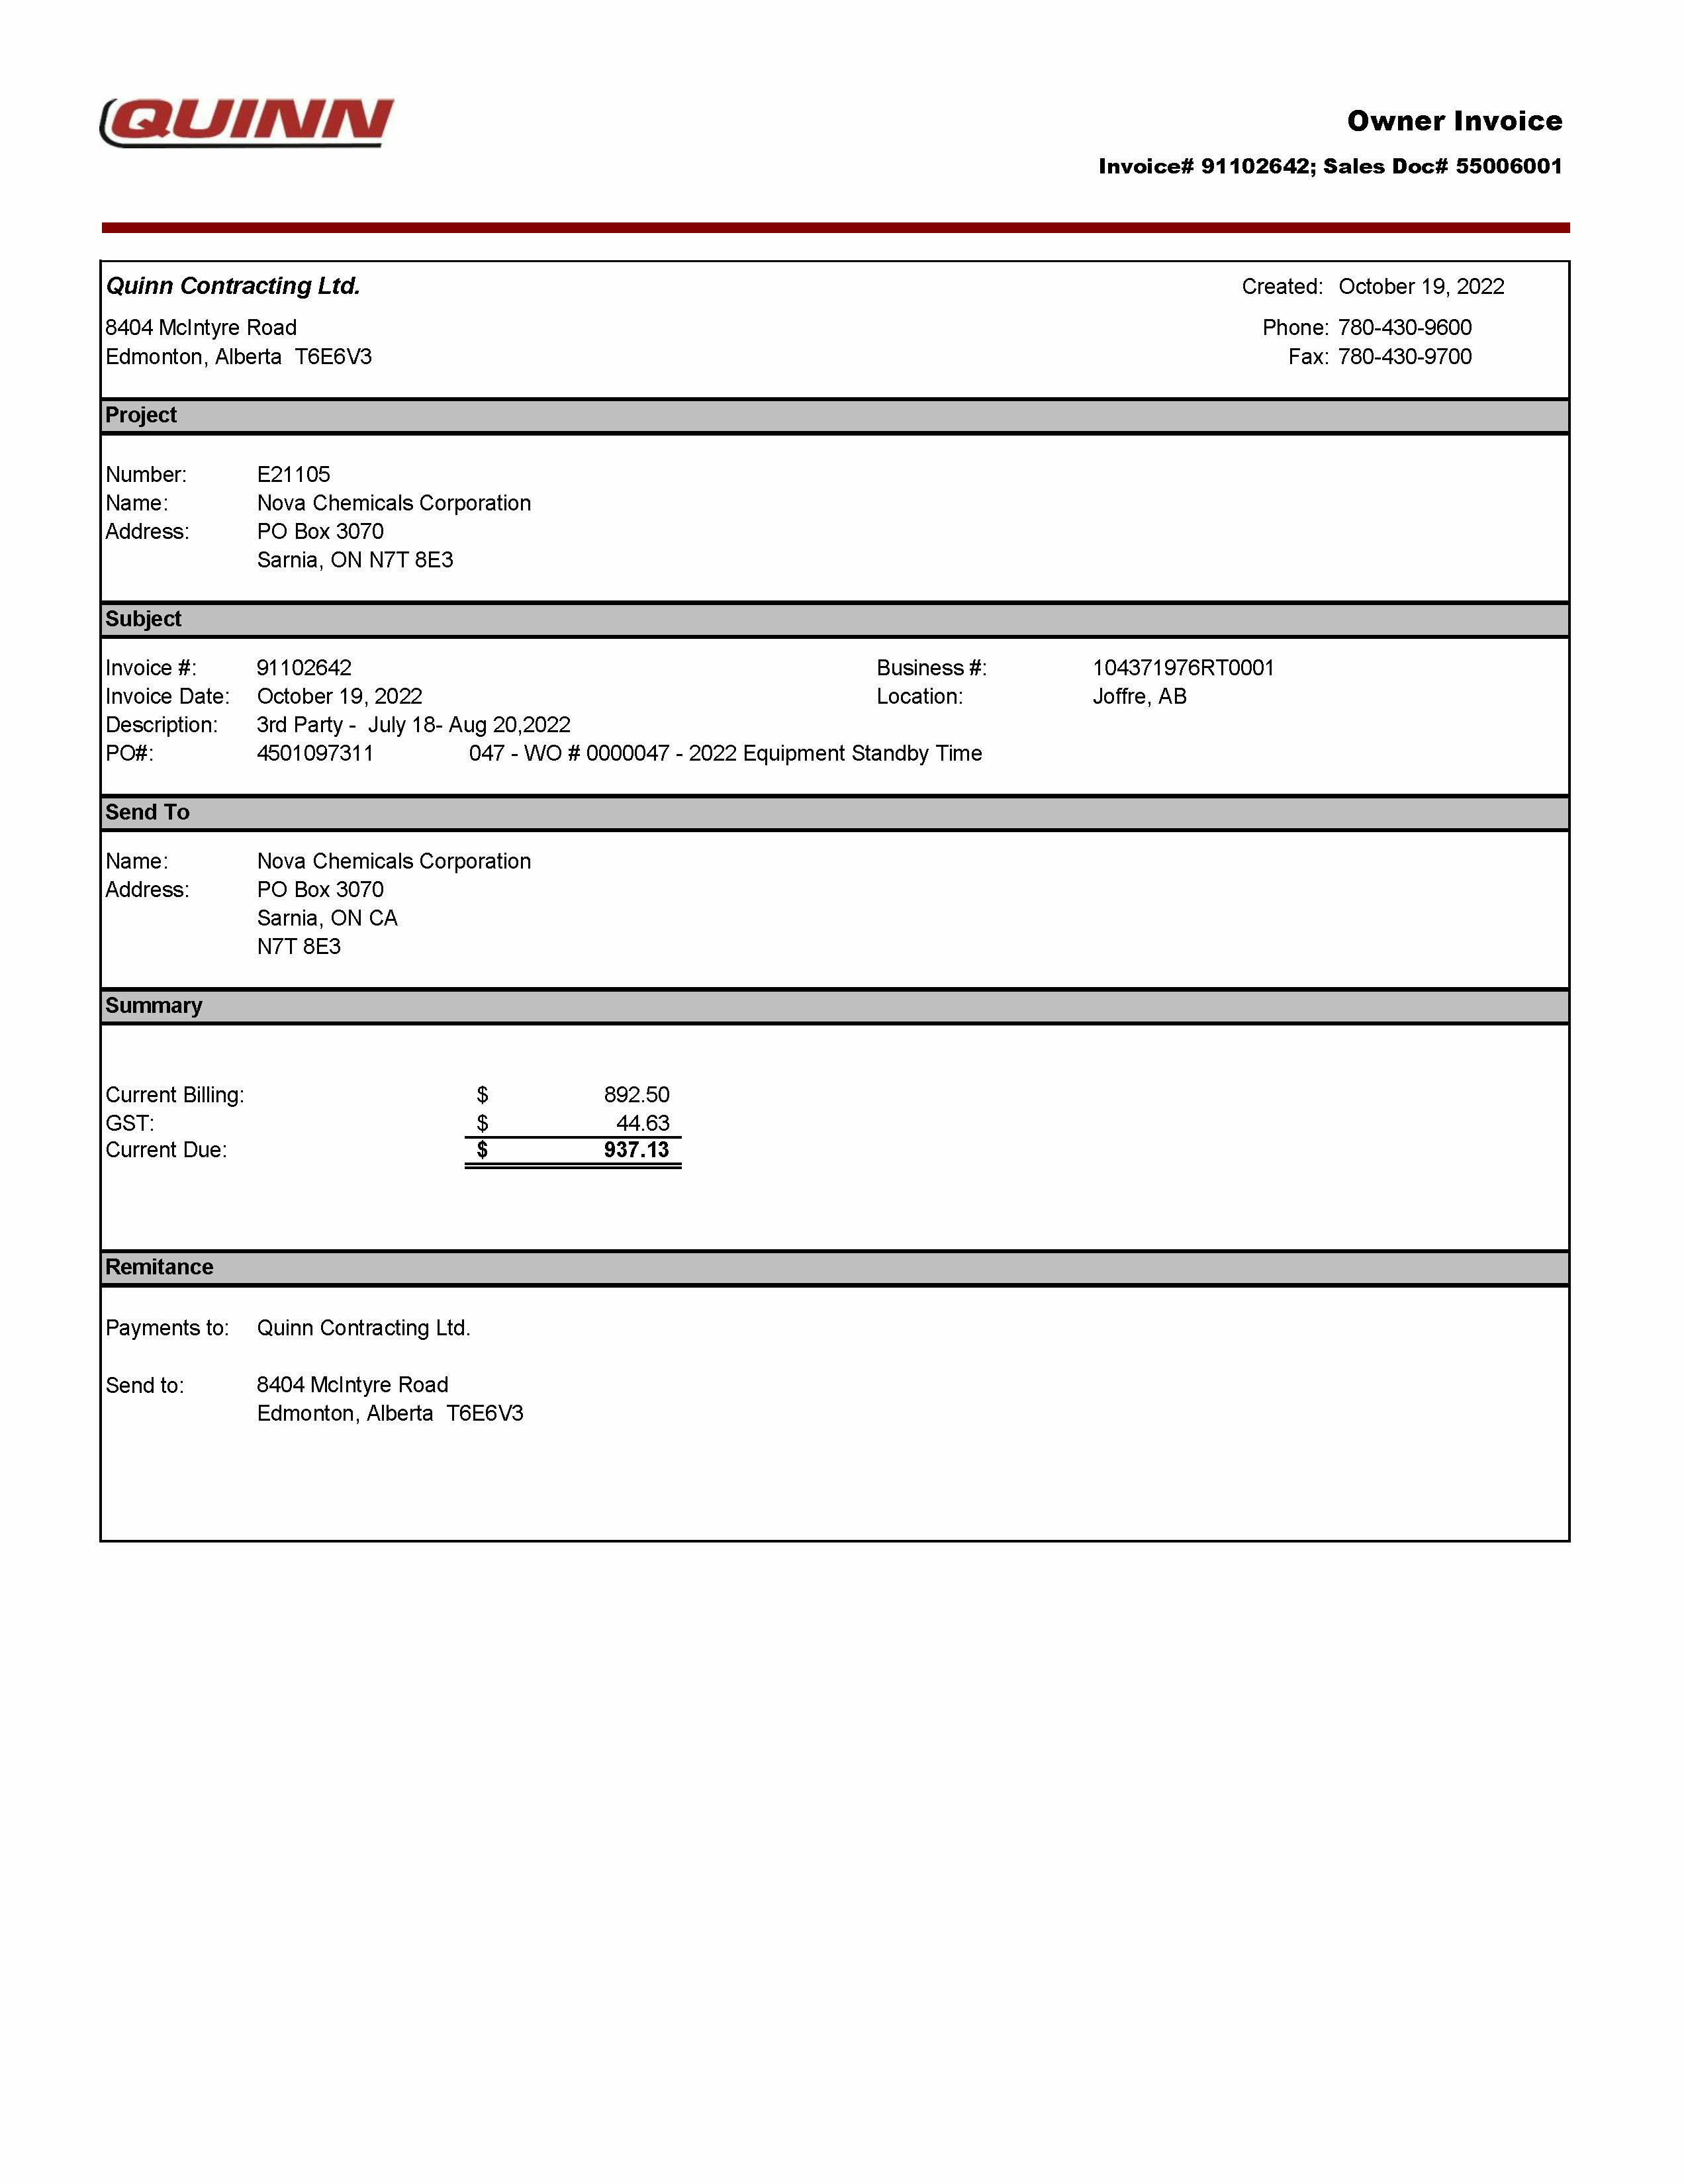 QUINN
Owner Invoice
Invoice# 91102642; Sales Doc# 55006001
Quinn Contracting Ltd. Created: October 19, 2022
8404 McIntyre Road Phone: 780-430-9600
Edmonton, Alberta T6E6V3 Fax: 780-430-9700
Project
Number: E21105
Name: Nova Chemicals Corporation
Address: PO Box 3070
Sarnia, ON N7T 8E3
Subject
Invoice #: 91102642 Business #: 104371976RT0001
Invoice Date: October 19, 2022 Location: Joffre, AB
Description: 3rd Party - July 18- Aug 20,2022
PO#: 4501097311 047 - WO # 0000047 - 2022 Equipment Standby Time
Send To
Name: Nova Chemicals Corporation
Address: PO Box 3070
Sarnia, ON CA
N7T 8E3
Summary
Current Billing: $ 892.50
GST: $ 44.63
Current Due: $ 937.13
Remitance
Payments to: Quinn Contracting Ltd.
Send to: 8404 McIntyre Road
Edmonton, Alberta T6E6V3